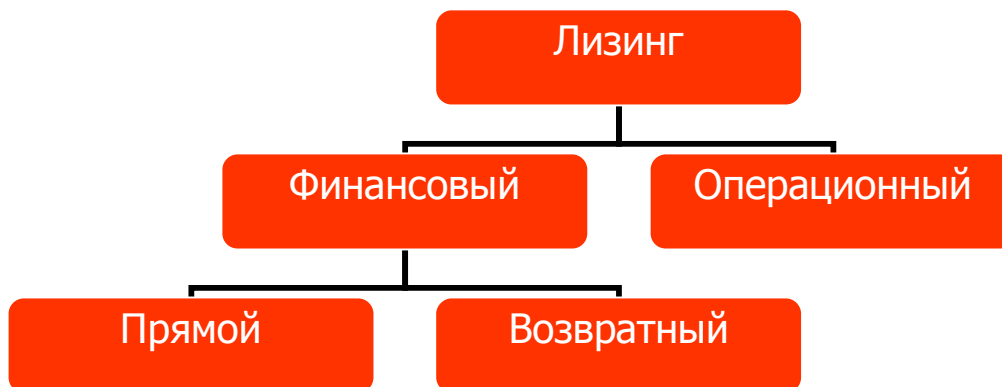 Лизинг
Финансовый
Операционный
Прямой
Возвратный